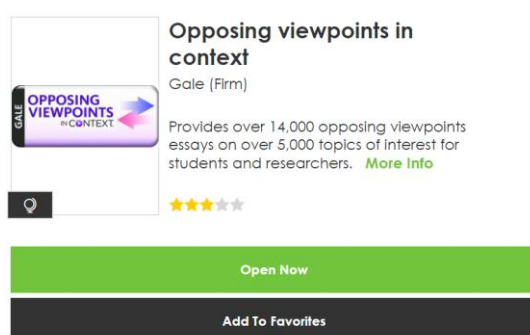 Opposing viewpoints in
context
Gale (Firm)
GALE
OPPOSING
VIEWPOINTS
IN CONTEXT
Provides over 14,000 opposing viewpoints
essays on over 5,000 topics of interest for
students and researchers. More Info
Open Now
Add To Favorites